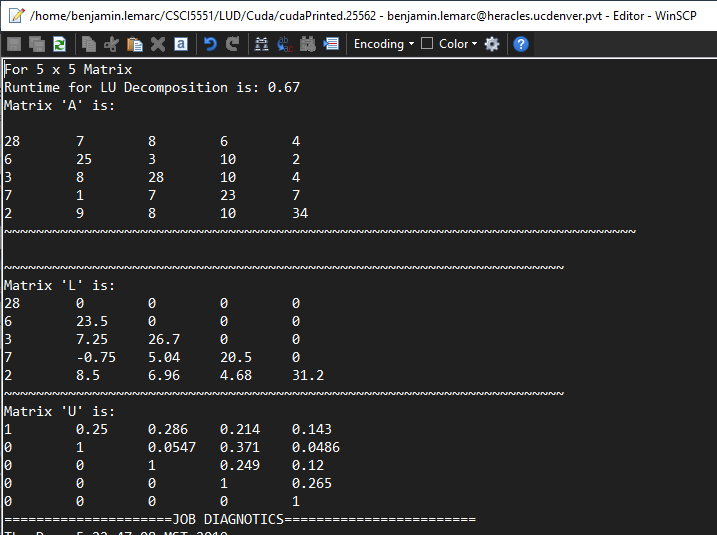 /home/benjamin.lemarc/CSCI5551/LUD/Cuda/cudaPrinted.25562 - benjamin.lemarc@heracles.ucdenver.pvt - Editor - WinSCP
Encoding Color
For 5 x 5 Matrix
Runtime for LU Decomposition is: 0.67
Matrix 'A' is:
28 7 8 6 4
6 25 3 10 2
3 8 28 10 4
7 1 7 23 7
2 9 8 10 34
~~~~~~~~~~~~~~~~~~~~~~~~~~~~~~~~~~~~~~~~~~~~~~~~~~~~~~~~~~~~~~~~~~~~~~~~~~~~~~~
~~~~~~~~~~~~~~~~~~~~~~~~~~~~~~~~~~~~~~~~~~~~~~~~~~~~~~~~~~~~~~~~~~~~~~
Matrix 'L' is:
28 0 0 0 0
6 23.5 0 0 0
3 7.25 26.7 0 0
7 -0.75 5.04 20.5 0
2 8.5 6.96 4.68 31.2
~~~~~~~~~~~~~~~~~~~~~~~~~~~~~~~~~~~~~~~~~~~~~~~~~~~~~~~~~~~~~~~~~~~~~~
Matrix 'U' is:
1 0.25 0.286 0.214 0.143
0 1 0.0547 0.371 0.0486
0 0 1 0.249 0.12
0 0 0 1 0.265
0 0 0 0 1
=====================JOB DIAGNOTICS========================